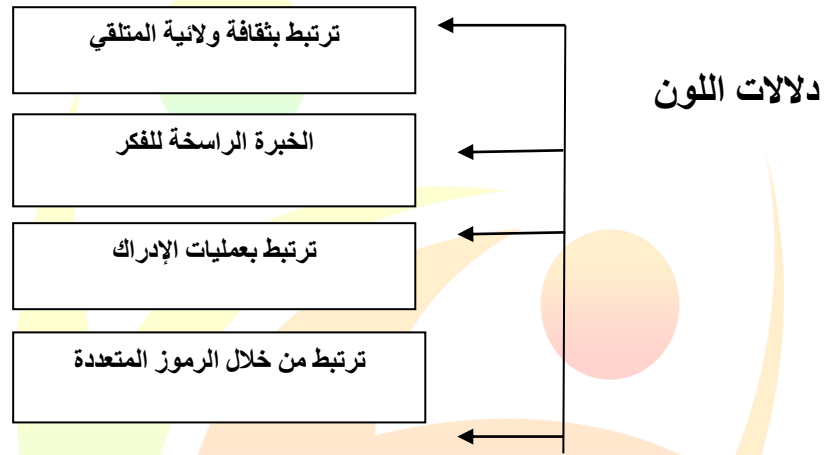 دلالات اللون
ترتبط بثقافة ولائية المتلقي
الخبرة الراسخة للفكر
ترتبط بعمليات الإدراك
ترتبط من خلال الرموز المتعددة